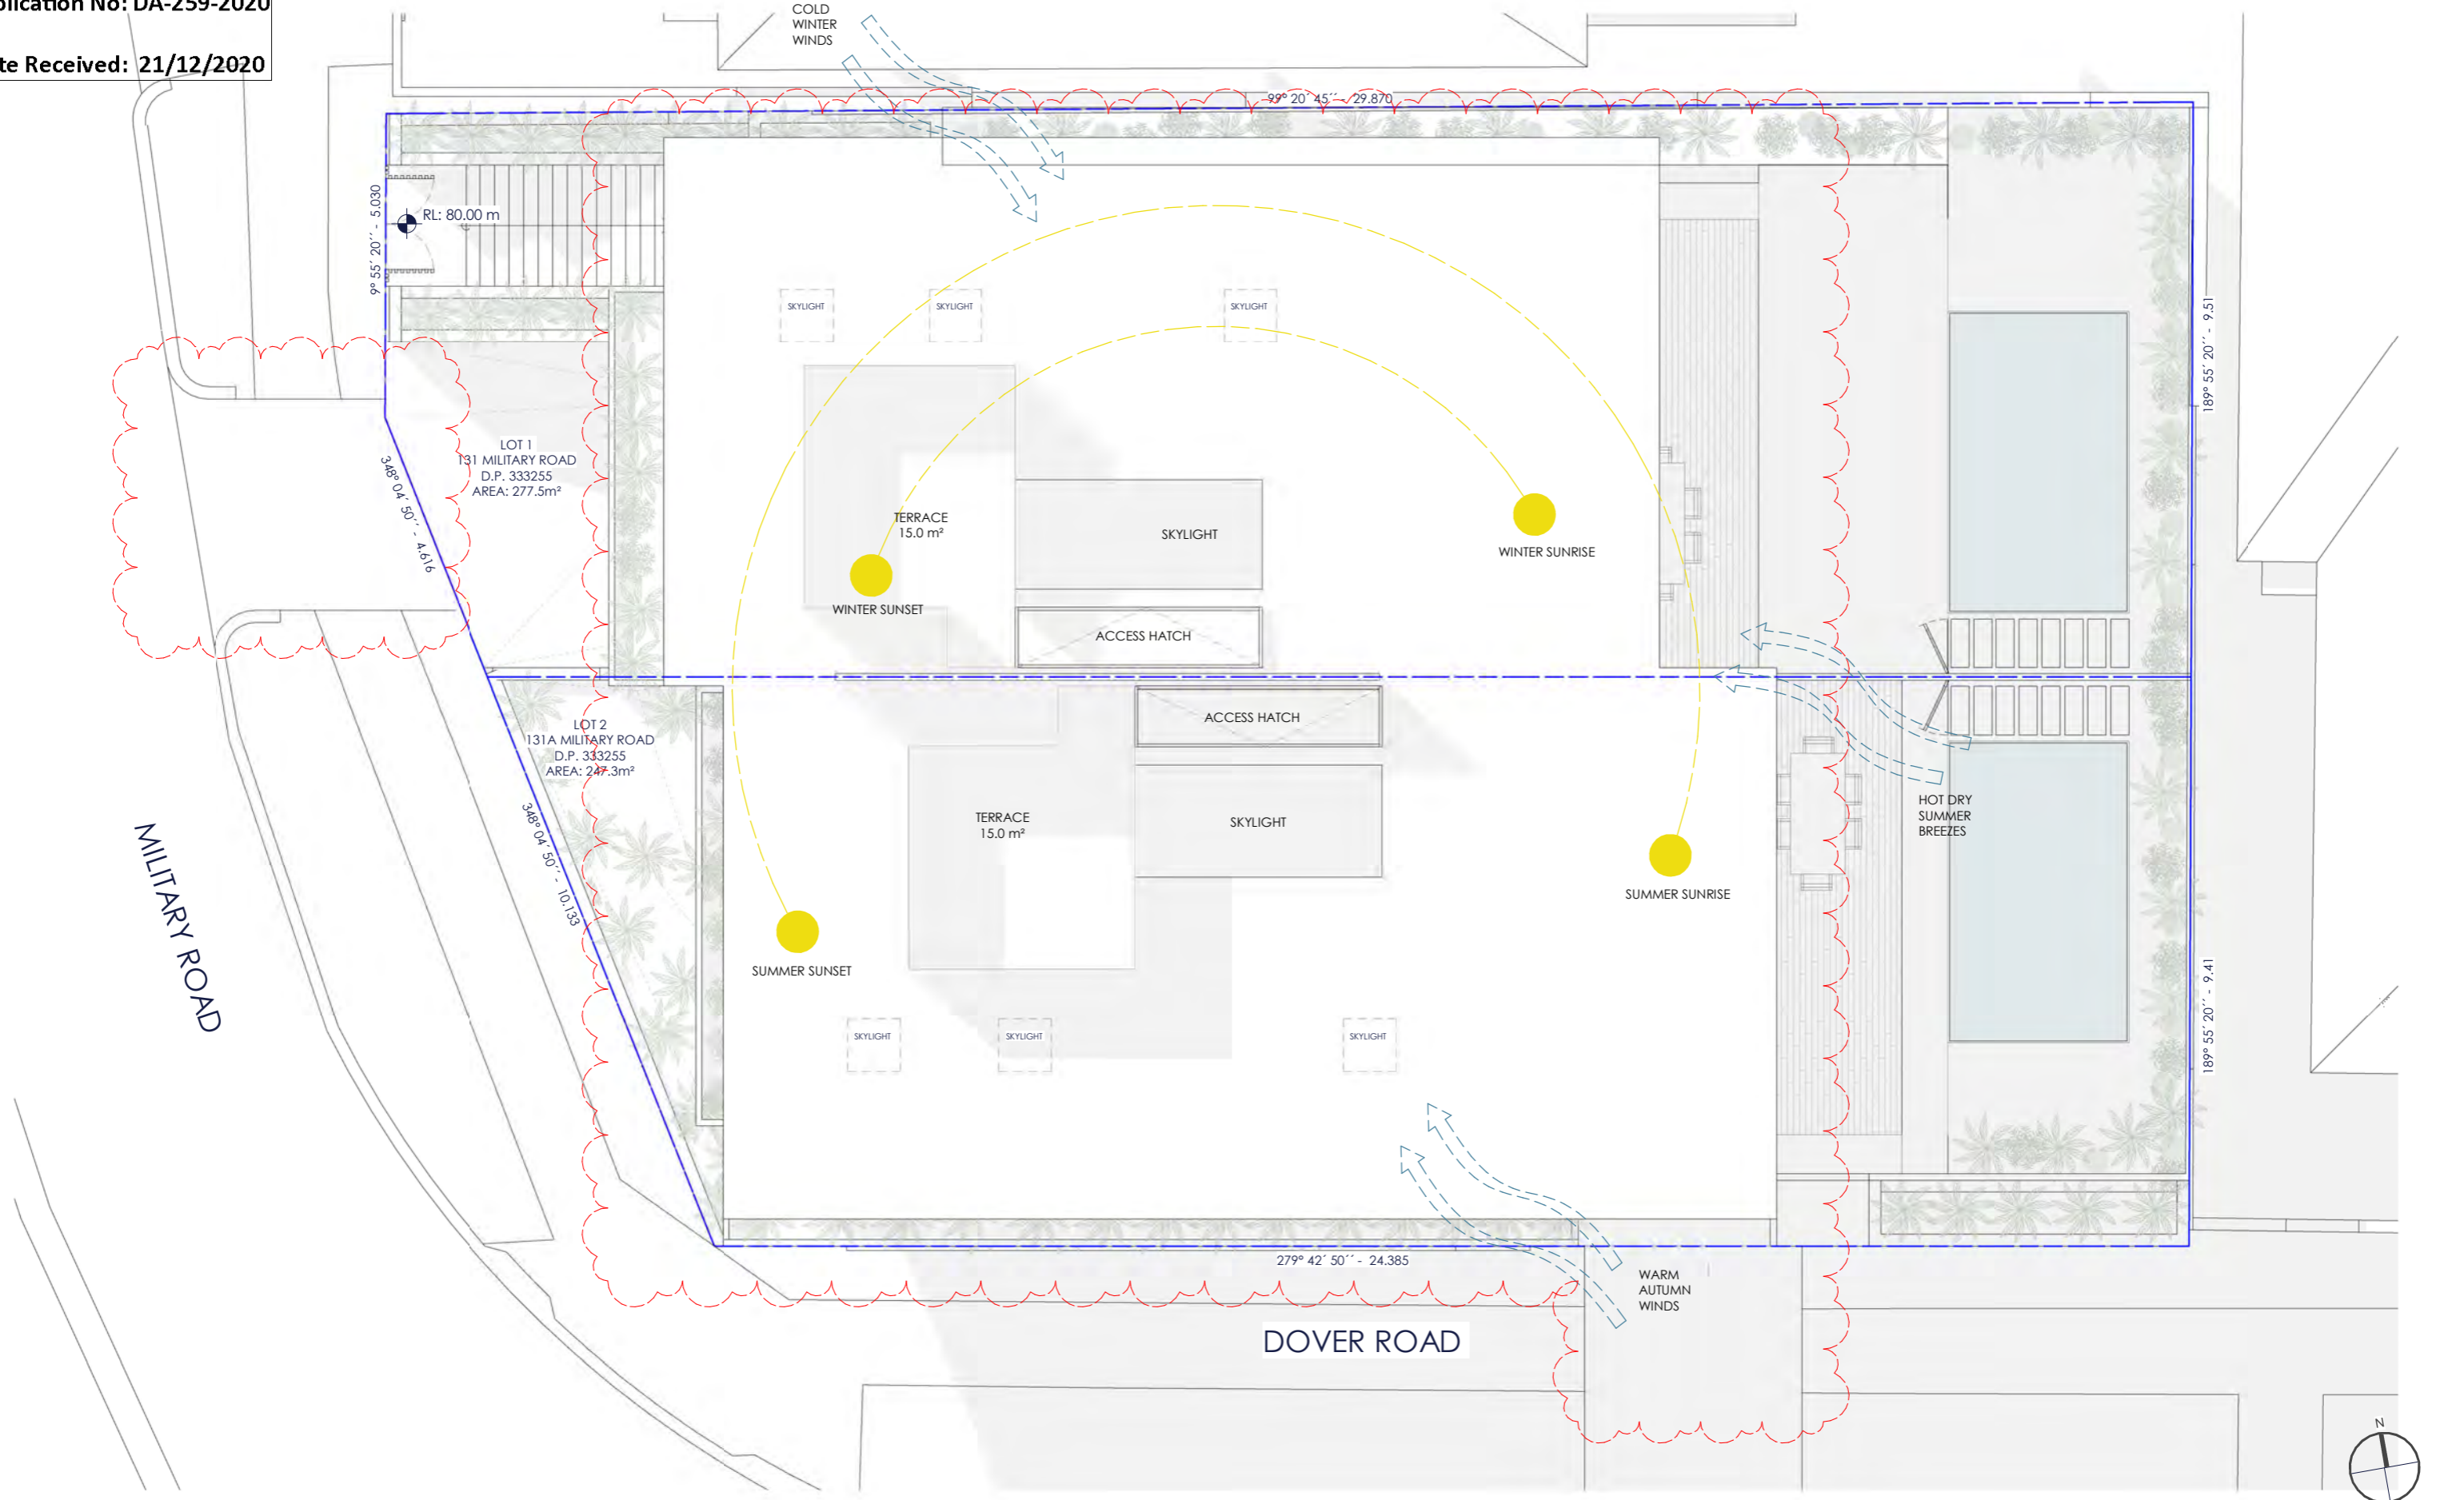 plication No: DA-259-2020
te Received: 21/12/2020
COLD
WINTER
WINDS
99° 20´ 45´´ - 29.870
9° 55´ 20´´ - 5.030
RL: 80.00 m
SKYLIGHT
SKYLIGHT
SKYLIGHT
189° 55´ 20´´ - 9.51
LOT 1
131 MILITARY ROAD
D.P. 333255
AREA: 277.5m²
348° 04´ 50´´ - 4.616
TERRACE
15.0 m²
SKYLIGHT
WINTER SUNRISE
WINTER SUNSET
ACCESS HATCH
LOT 2
131A MILITARY ROAD
D.P. 333255
AREA: 247.3m²
ACCESS HATCH
348° 04´ 50´´ - 10.133
TERRACE
15.0 m²
SKYLIGHT
HOT DRY
SUMMER
BREEZES
SUMMER SUNRISE
MILITARY ROAD
SUMMER SUNSET
189° 55´ 20´´ - 9.41
SKYLIGHT
SKYLIGHT
SKYLIGHT
279° 42´ 50´´ - 24.385
WARM
AUTUMN
WINDS
DOVER ROAD
N